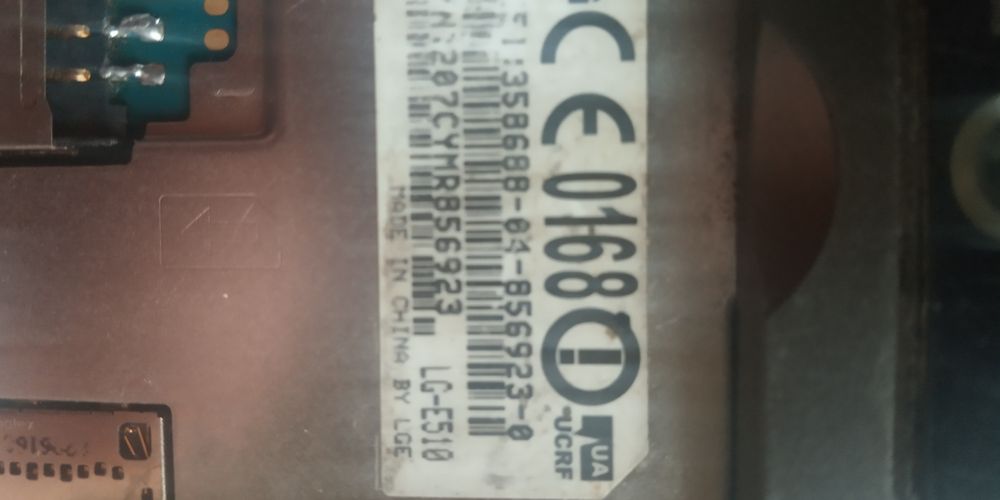 CE 0168
UA
UCRF
I:358688-04-856923-0
N:207CYMR856923
LG-E510
MADE IN CHINA BY LGE